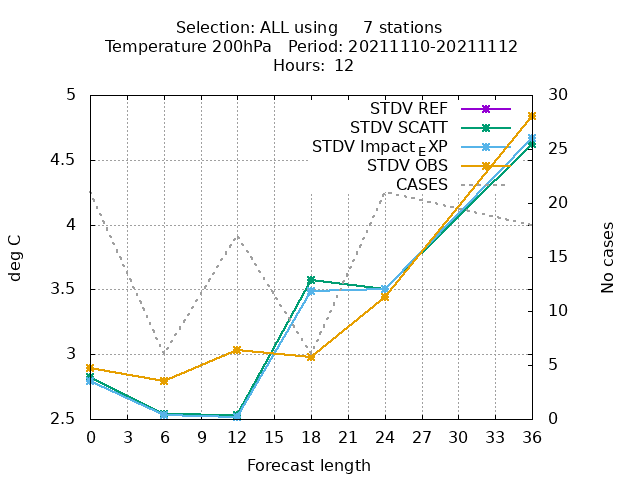 Selection: ALL using     7 stations
Temperature 200hPa   Period: 20211110-20211112
Hours: 12
5
4.5
4
3.5
3
2.5
30
25
20
15
10
5
0
STDV REF
STDV SCATT
STDV Impact_EXP
STDV OBS
CASES
deg C
No cases
0 3 6 9 12 15 18 21 24 27 30 33 36
Forecast length